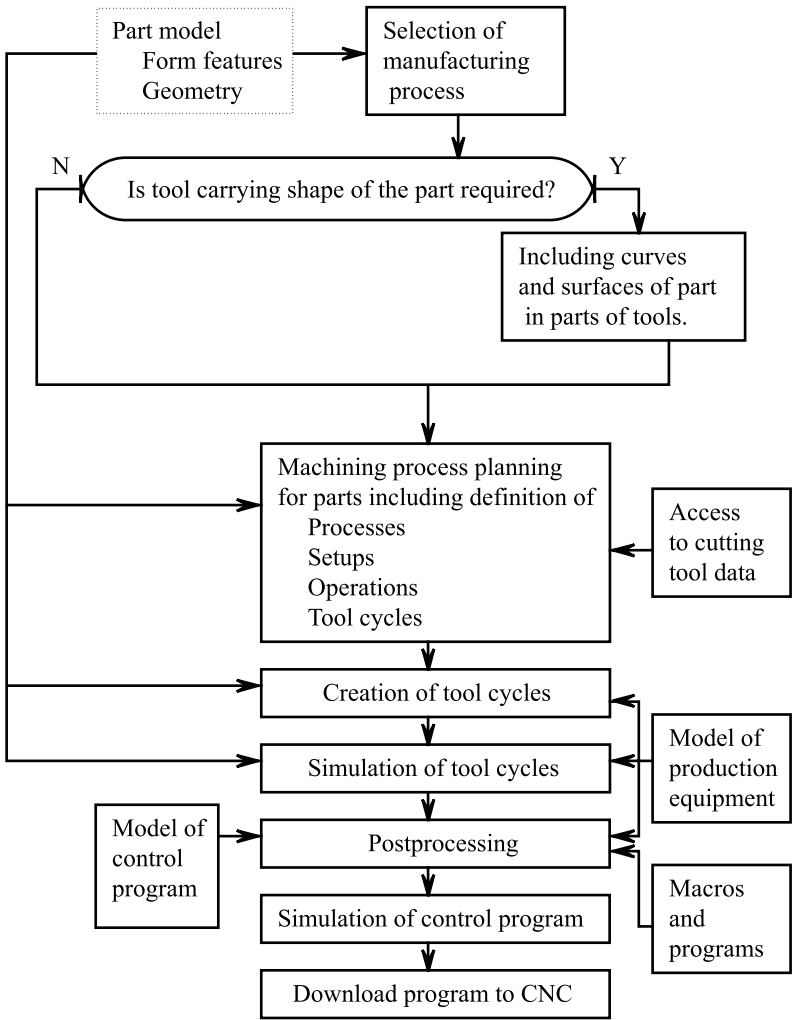 Part model
Form features
Geometry
Selection of
manufacturing
process
N
Y
Is tool carrying shape of the part required?
Including curves
and surfaces of part
in parts of tools.
Machining process planning
for parts including definition of
Processes
Setups
Operations
Tool cycles
Access
to cutting
tool data
Creation of tool cycles
Simulation of tool cycles
Model of
production
equipment
Model of
control
program
Postprocessing
Macros
and
programs
Simulation of control program
Download program to CNC